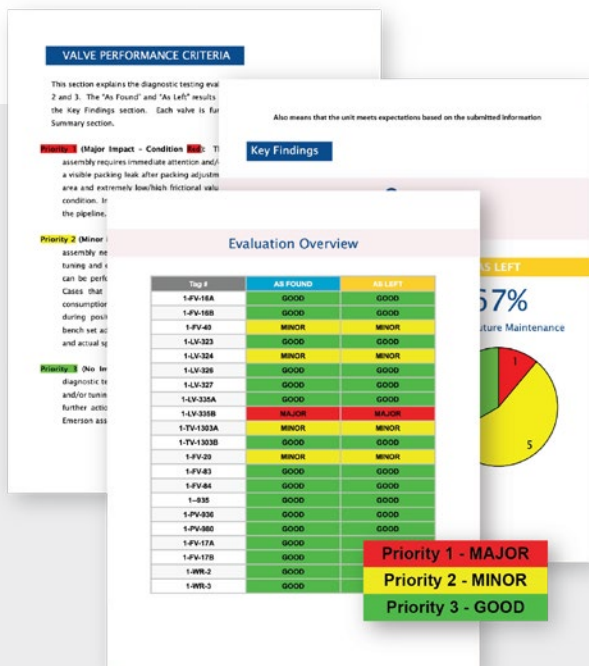 VALVE PERFORMANCE CRITERIA
This section explains the diagnostic testing eval
2 and 3. The "As Found" and "As Left" results
the Key Findings section. Each valve is fur
Summary section.
Priority 1 (Major Impact – Condition Red): Th
assembly requires immediate attention and/
a visible packing leak after packing adjustm
area and extremely low/high frictional valu
condition. In
the pipeline.
Priority 2 (Minor
assembly ne
tuning and
can be perfo
Cases that
consumption
during posit
bench set ac
and actual sp
Priority 3 (No Im
diagnostic te
and/or tunin
further actio
Emerson ass
Also means that the unit meets expectations based on the submitted information
Key Findings
AS LEFT
67%
uture Maintenance
1
5
Evaluation Overview
Tag # AS FOUND AS LEFT
1-FV-16A GOOD GOOD
1-FV-16B GOOD GOOD
1-FV-40 MINOR MINOR
1-LV-323 GOOD GOOD
1-LV-324 MINOR MINOR
1-LV-326 GOOD GOOD
1-LV-327 GOOD GOOD
1-LV-335A GOOD GOOD
1-LV-335B MAJOR MAJOR
1-TV-1303A MINOR MINOR
1-TV-1303B GOOD GOOD
1-FV-20 MINOR MINOR
1-FV-83 GOOD GOOD
1-FV-84 GOOD GOOD
1--935 GOOD GOOD
1-PV-936 GOOD GOOD
1-PV-980 GOOD GOOD
1-FV-17A GOOD
1-FV-17B GOOD
1-WR-2 GOOD
1-WR-3 GOOD
Priority 1 - MAJOR
Priority 2 - MINOR
Priority 3 - GOOD